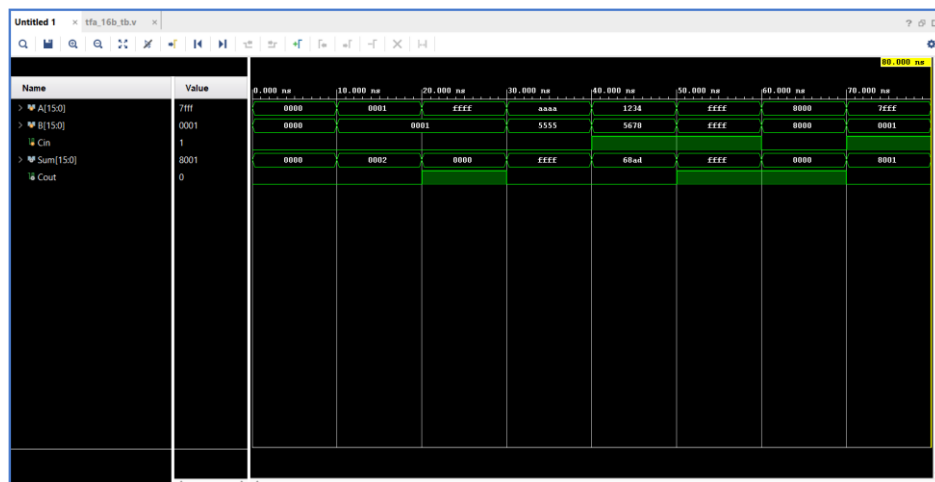 Untitled 1 × tfa_16b_tb.v ×
80.000 ns
Name Value
0.000 ns 10.000 ns 20.000 ns 30.000 ns 40.000 ns 50.000 ns 60.000 ns 70.000 ns
> A[15:0] 7fff 0000 0001 ffff aaaa 1234 ffff 8000 7fff
> B[15:0] 0001 0000 0001 5555 5678 ffff 8000 0001
Cin 1
> Sum[15:0] 8001 0000 0002 0000 ffff 68ad ffff 0000 8001
Cout 0